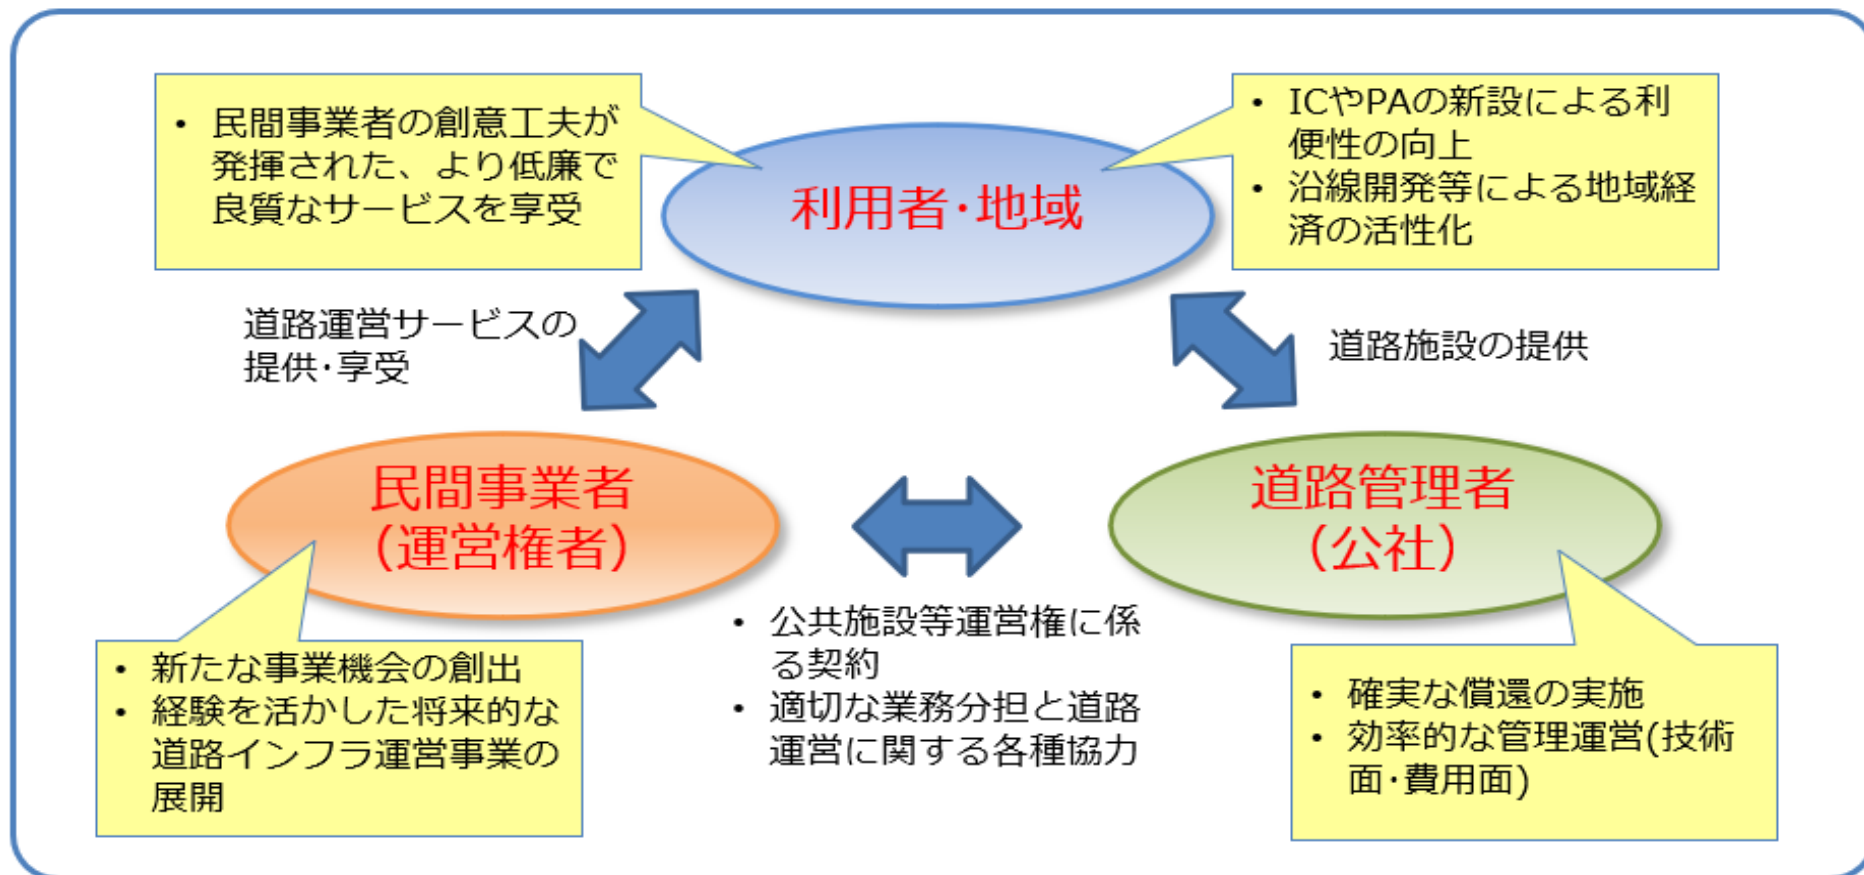 • 民間事業者の創意工夫が
発揮された、より低廉で
良質なサービスを享受
• ICやPAの新設による利
便性の向上
• 沿線開発等による地域経
済の活性化
利用者･地域
道路運営サービスの
提供･享受
道路施設の提供
民間事業者
（運営権者）
道路管理者
（公社）
• 新たな事業機会の創出
• 経験を活かした将来的な
道路インフラ運営事業の
展開
• 公共施設等運営権に係
る契約
• 適切な業務分担と道路
運営に関する各種協力
• 確実な償還の実施
• 効率的な管理運営(技術
面･費用面)